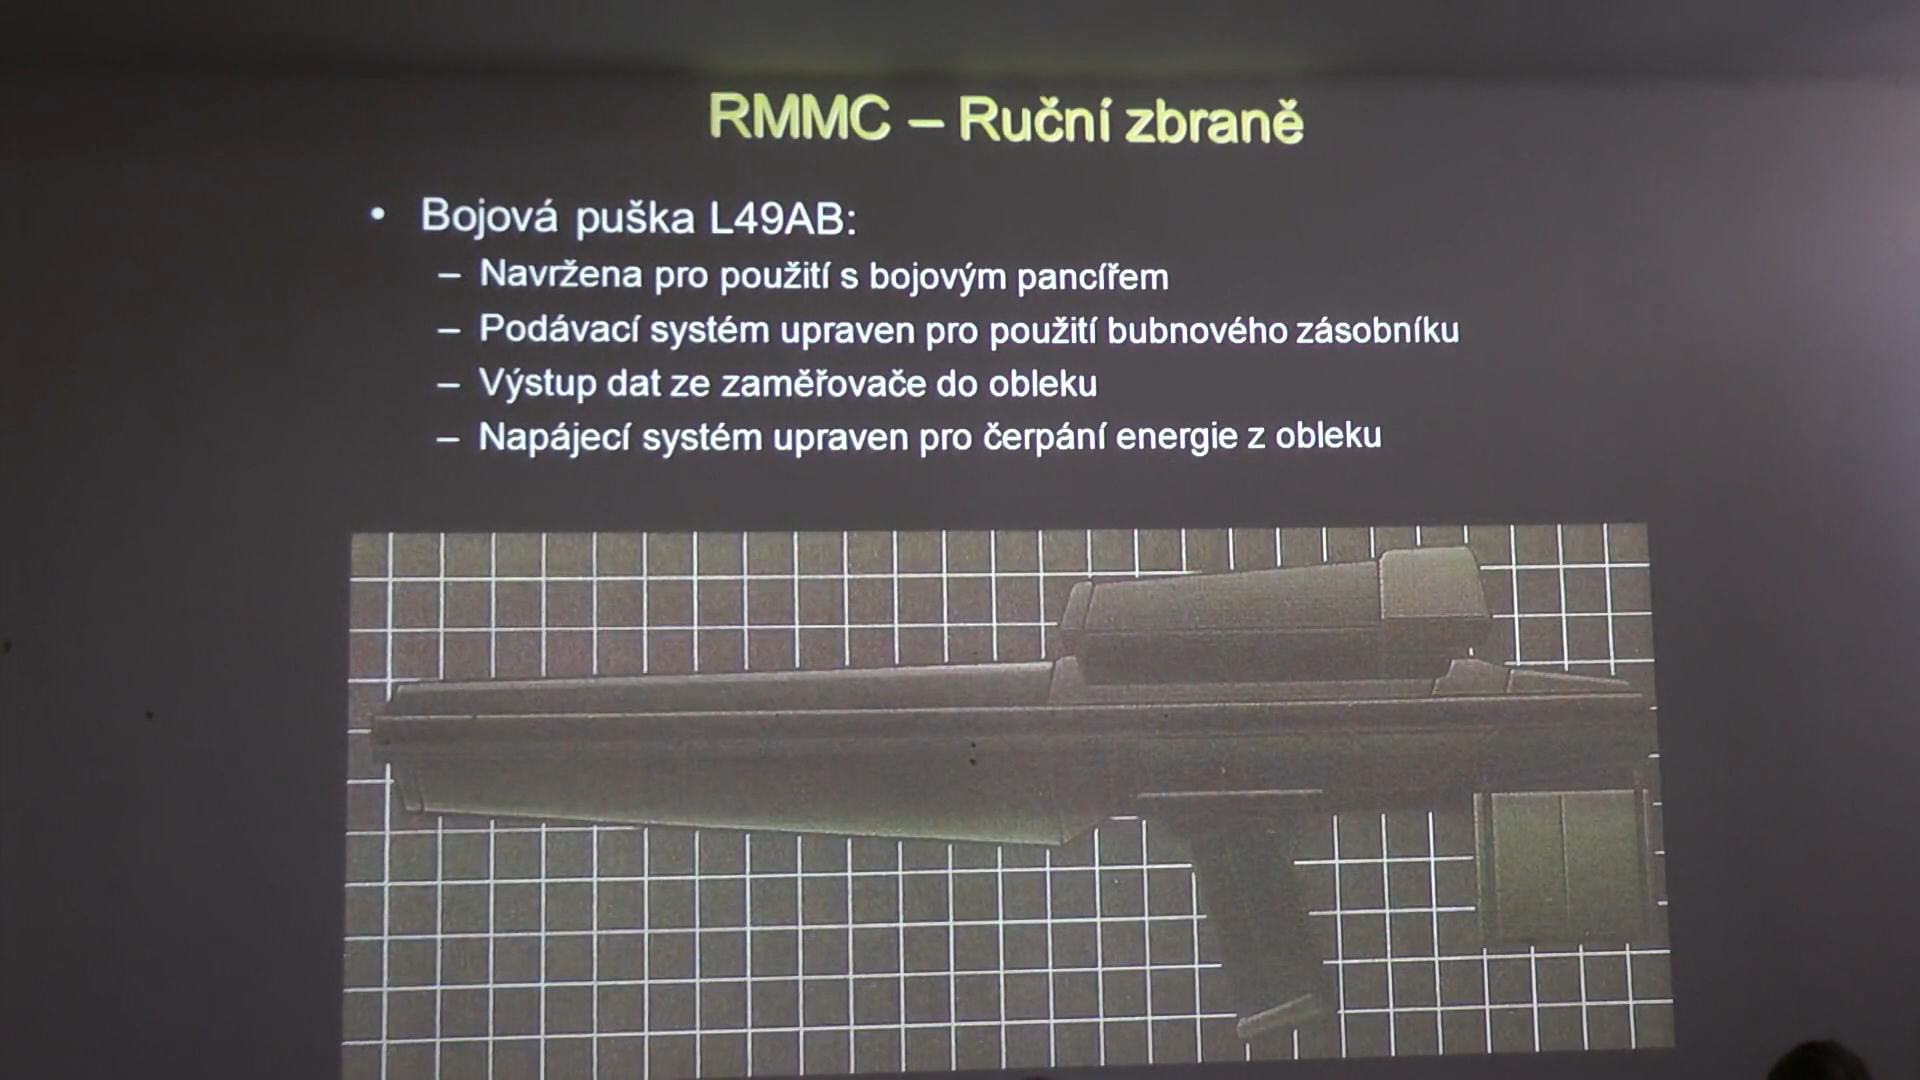 RMMC – Ruční zbraně
• Bojová puška L49AB:
– Navržena pro použití s bojovým pancířem
– Podávací systém upraven pro použití bubnového zásobníku
– Výstup dat ze zaměřovače do obleku
– Napájecí systém upraven pro čerpání energie z obleku